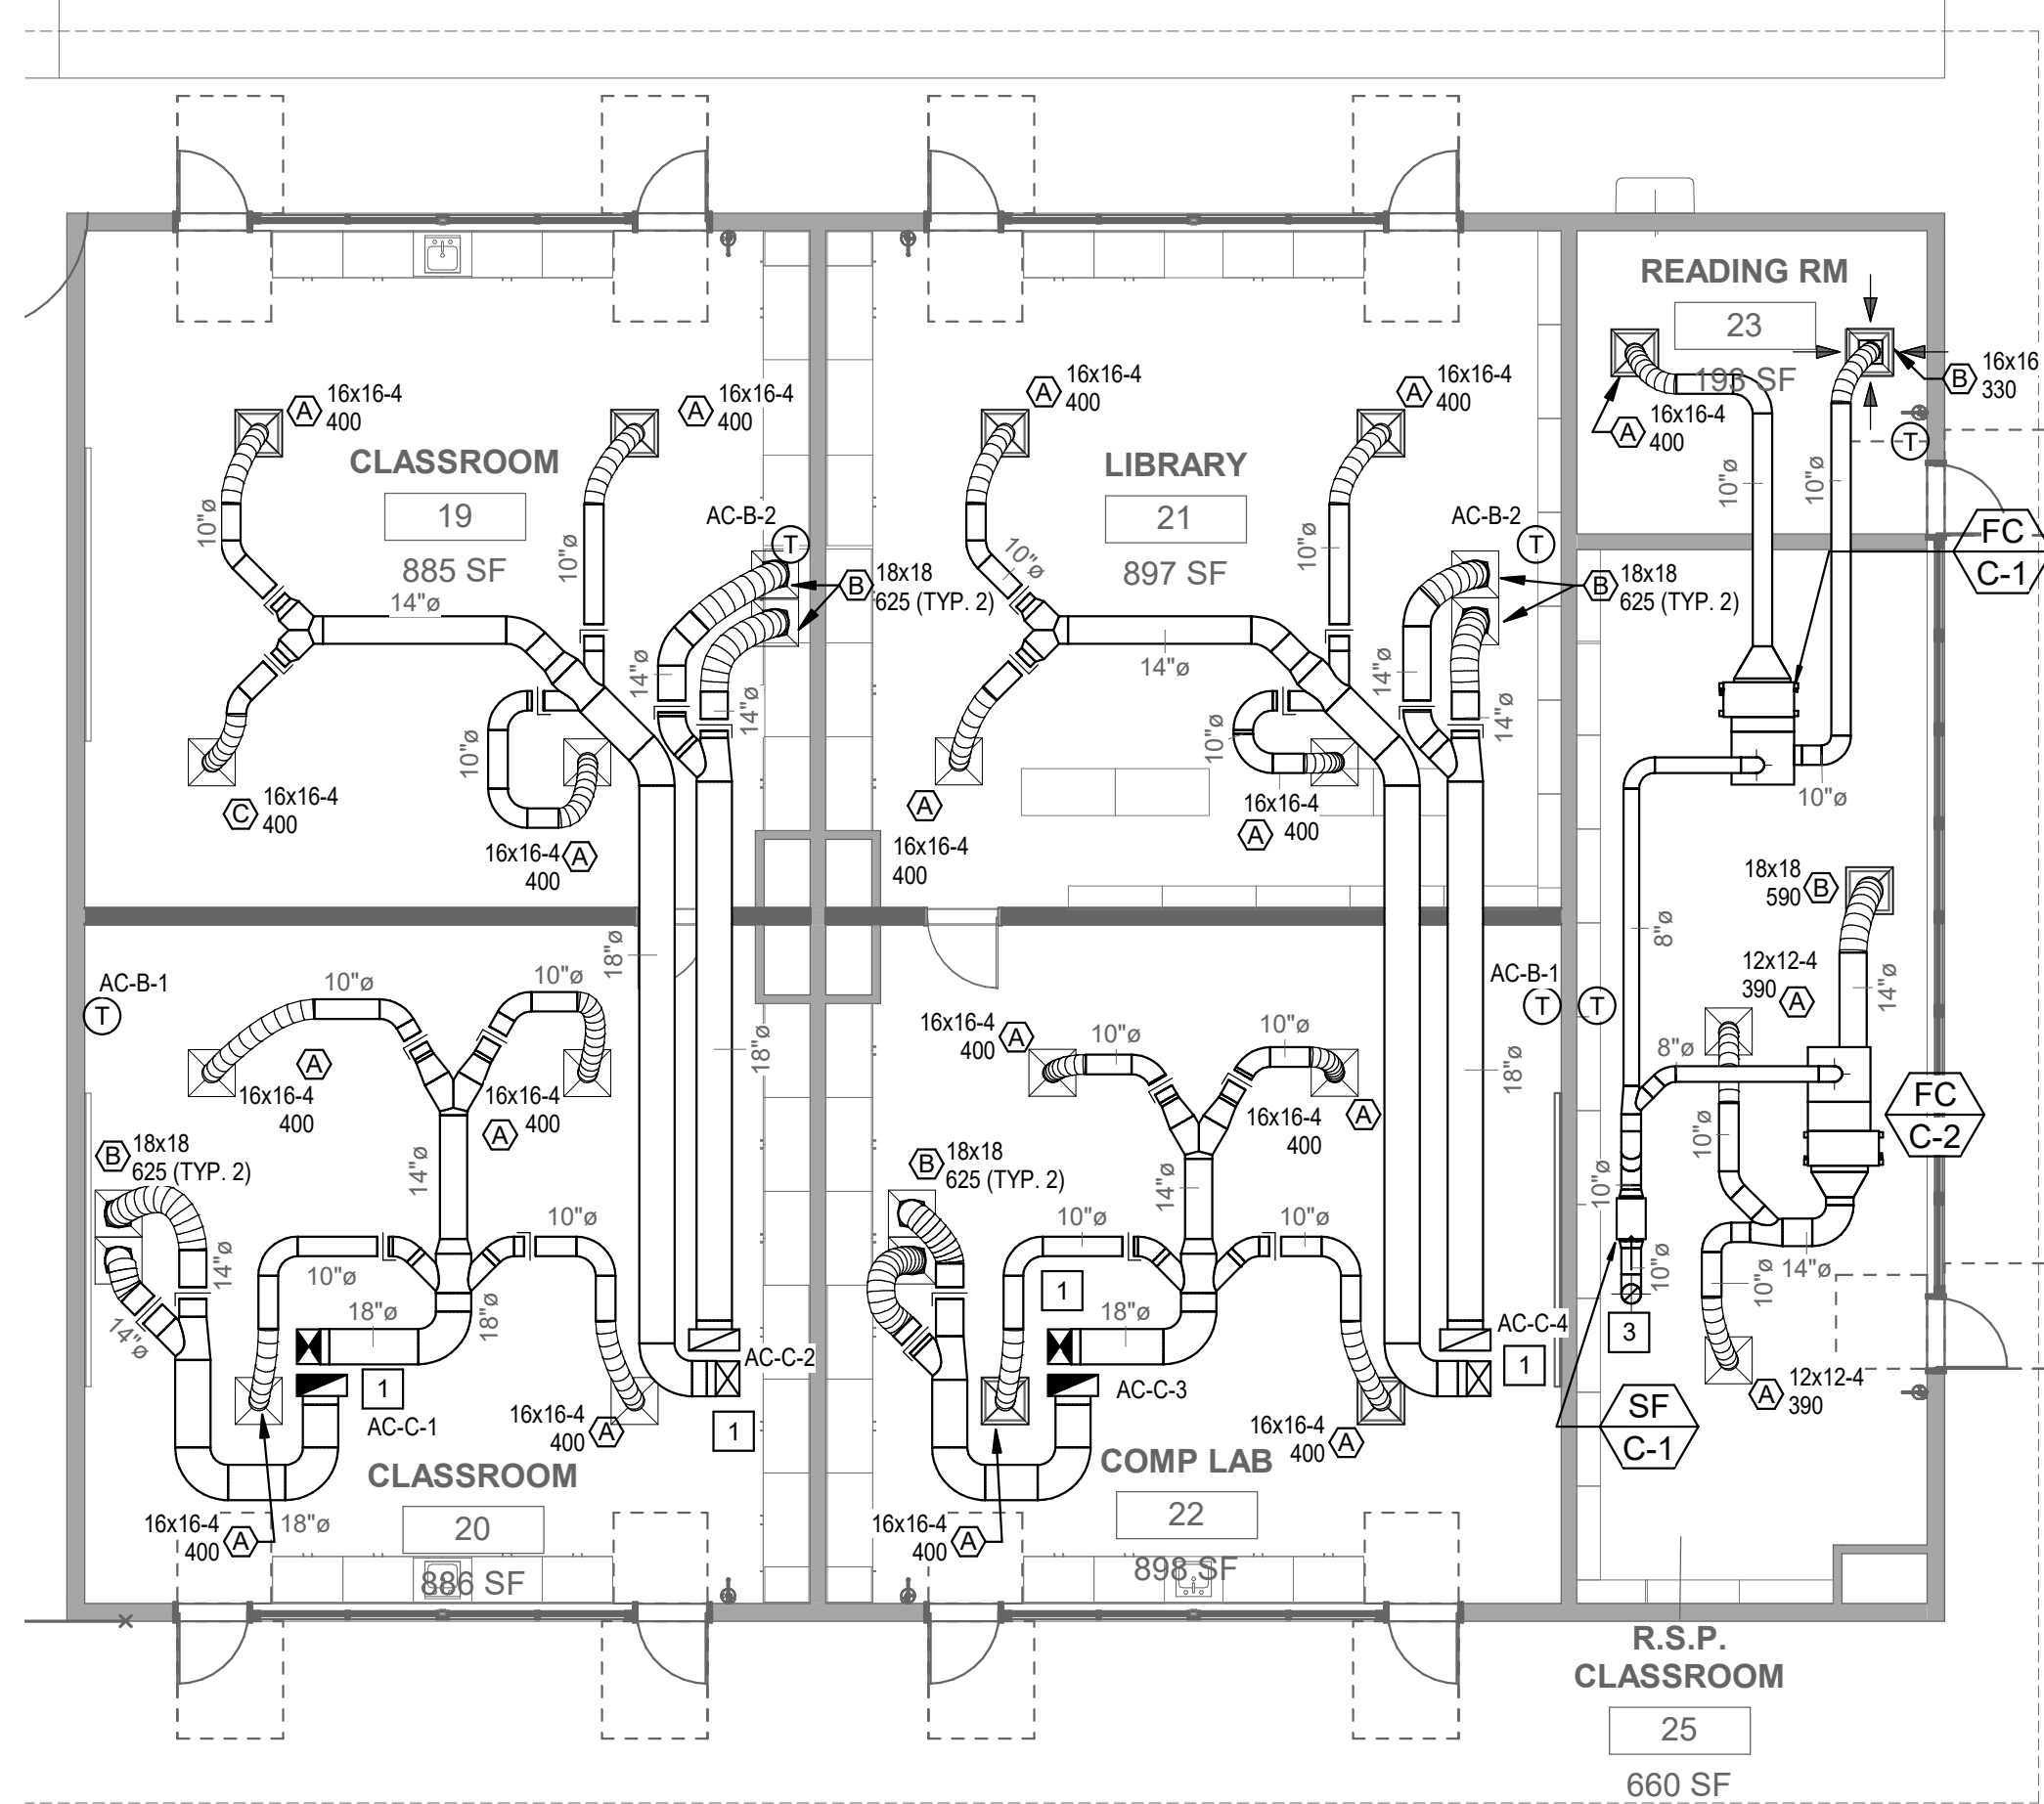 READING RM
23
193 SF
B
16x16
330
A
16x16-4
400
T
10"ø
10"ø
FC
C-1
10"ø
A
16x16-4
400
A
16x16-4
400
CLASSROOM
19
885 SF
10"ø
10"ø
14"ø
AC-B-2
T
B
18x18
625 (TYP. 2)
14"ø
14"ø
10"ø
C
16x16-4
400
16x16-4
400
A
A
16x16-4
400
A
16x16-4
400
LIBRARY
21
897 SF
10"ø
10"ø
14"ø
AC-B-2
T
B
18x18
625 (TYP. 2)
14"ø
14"ø
10"ø
A
16x16-4
400
16x16-4
400
A
18"ø
18"ø
AC-B-1
T
10"ø
10"ø
A
16x16-4
400
16x16-4
400
A
B
18x18
625 (TYP. 2)
14"ø
14"ø
14"ø
10"ø
10"ø
18"ø
18"ø
1
AC-C-1
AC-C-2
1
16x16-4
400
A
CLASSROOM
20
886 SF
16x16-4
400
A
18"ø
AC-B-1
T
T
16x16-4
400
A
10"ø
10"ø
16x16-4
400
A
18"ø
B
18x18
625 (TYP. 2)
14"ø
10"ø
10"ø
1
18"ø
AC-C-3
AC-C-4
1
16x16-4
400
A
COMP LAB
22
898 SF
16x16-4
400
A
18x18
590
B
8"ø
12x12-4
390
A
14"ø
8"ø
FC
C-2
10"ø
10"ø
10"ø
10"ø
14"ø
3
SF
C-1
A
12x12-4
390
R.S.P.
CLASSROOM
25
660 SF